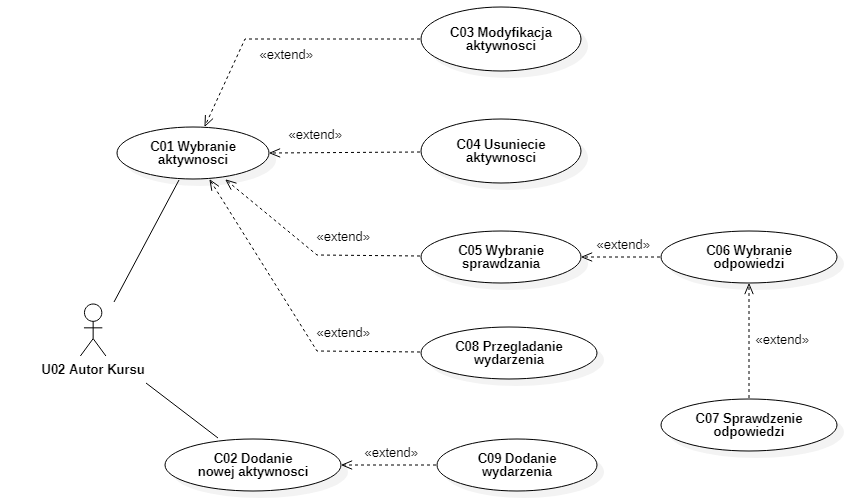 C03 Modyfikacja
aktywnosci
«extend»
«extend»
C01 Wybranie
aktywnosci
C04 Usuniecie
aktywnosci
«extend»
C05 Wybranie
sprawdzania
«extend»
C06 Wybranie
odpowiedzi
«extend»
C08 Przegladanie
wydarzenia
«extend»
U02 Autor Kursu
C07 Sprawdzenie
odpowiedzi
C02 Dodanie
nowej aktywnosci
«extend»
C09 Dodanie
wydarzenia